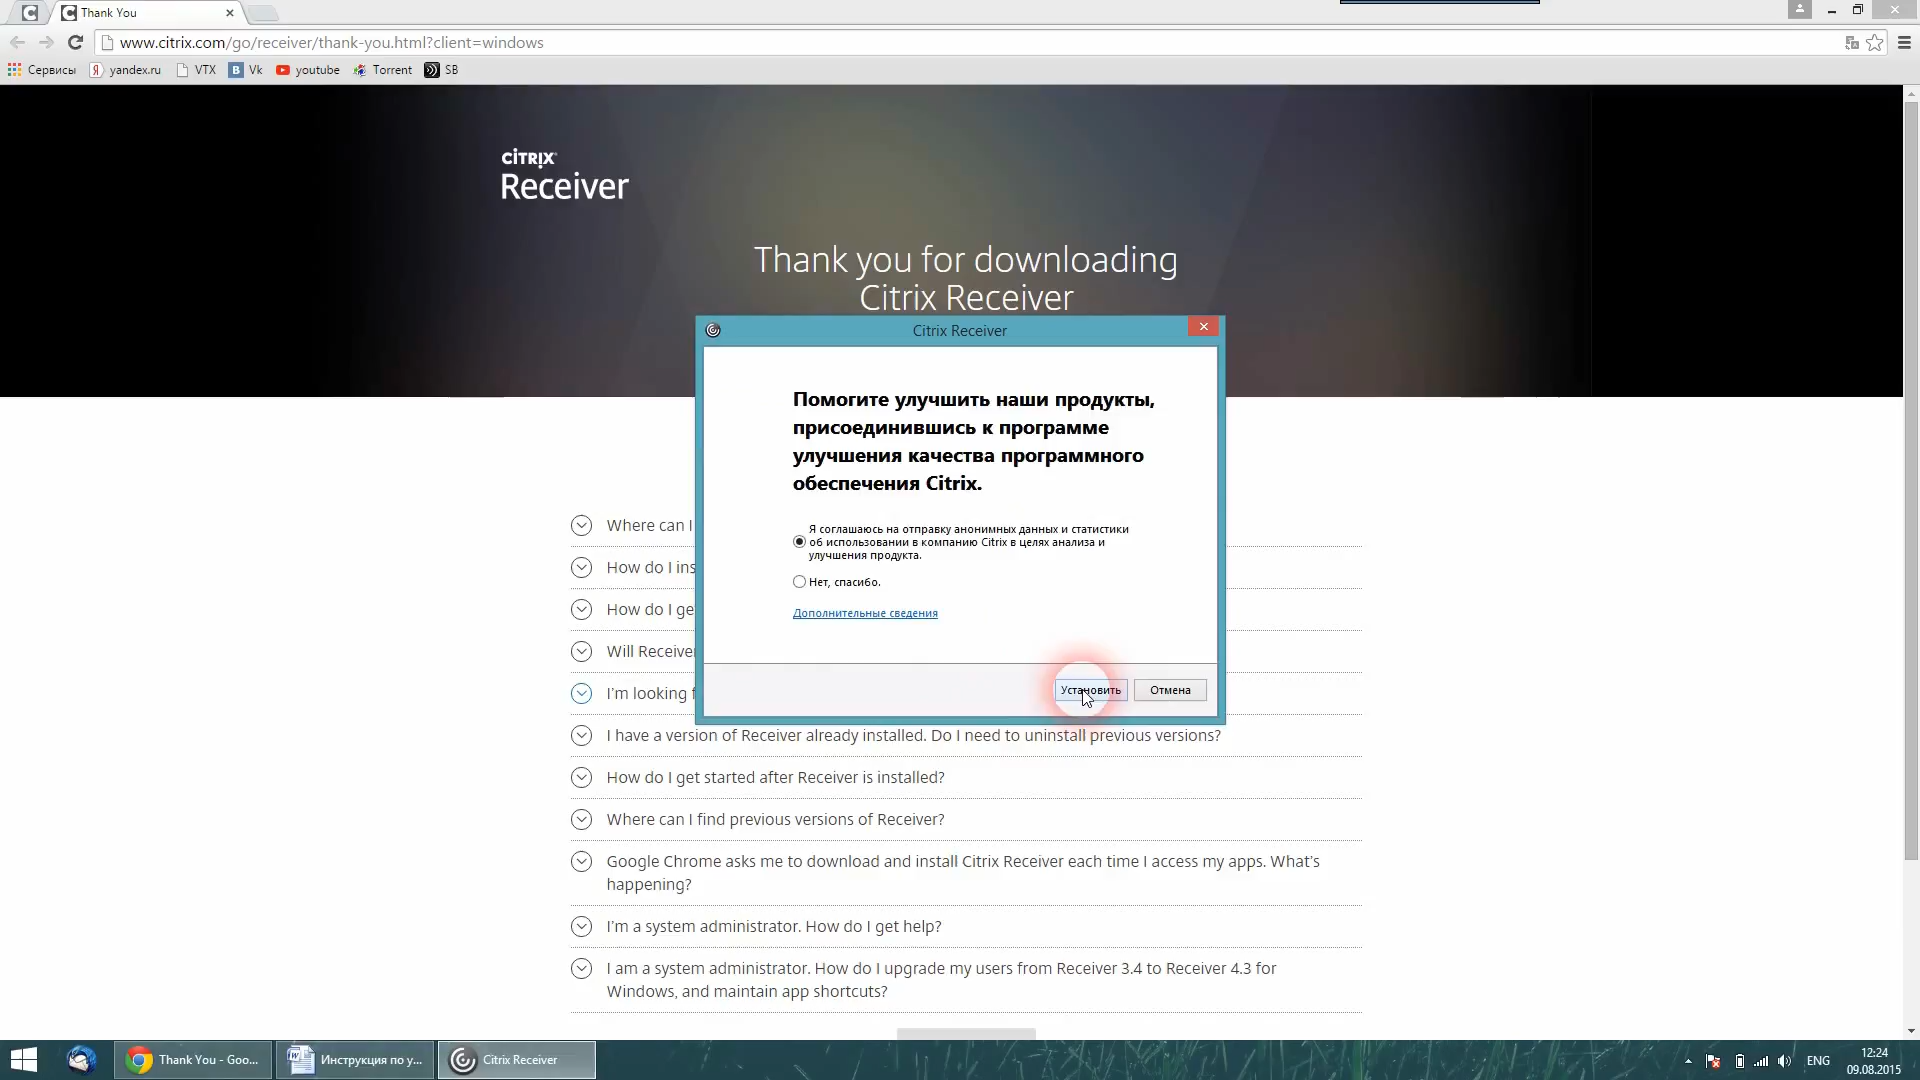 Thank You
www.citrix.com/go/receiver/thank-you.html?client=windows
Сервисы yandex.ru VTX Vk youtube Torrent SB
CİTRIX
Receiver
Thank you for downloading
Citrix Receiver
Citrix Receiver
Помогите улучшить наши продукты,
присоединившись к программе
улучшения качества программного
обеспечения Citrix.
Я соглашаюсь на отправку анонимных данных и статистики
об использовании в компанию Citrix в целях анализа и
улучшения продукта.
Нет, спасибо.
Дополнительные сведения
Установить Отмена
Where can I
How do I ins
How do I ge
Will Receiver
I'm looking f
I have a version of Receiver already installed. Do I need to uninstall previous versions?
How do I get started after Receiver is installed?
Where can I find previous versions of Receiver?
Google Chrome asks me to download and install Citrix Receiver each time I access my apps. What's
happening?
I'm a system administrator. How do I get help?
I am a system administrator. How do I upgrade my users from Receiver 3.4 to Receiver 4.3 for
Windows, and maintain app shortcuts?
Thank You - Goo... Инструкция по у... Citrix Receiver
ENG
12:24
09.08.2015